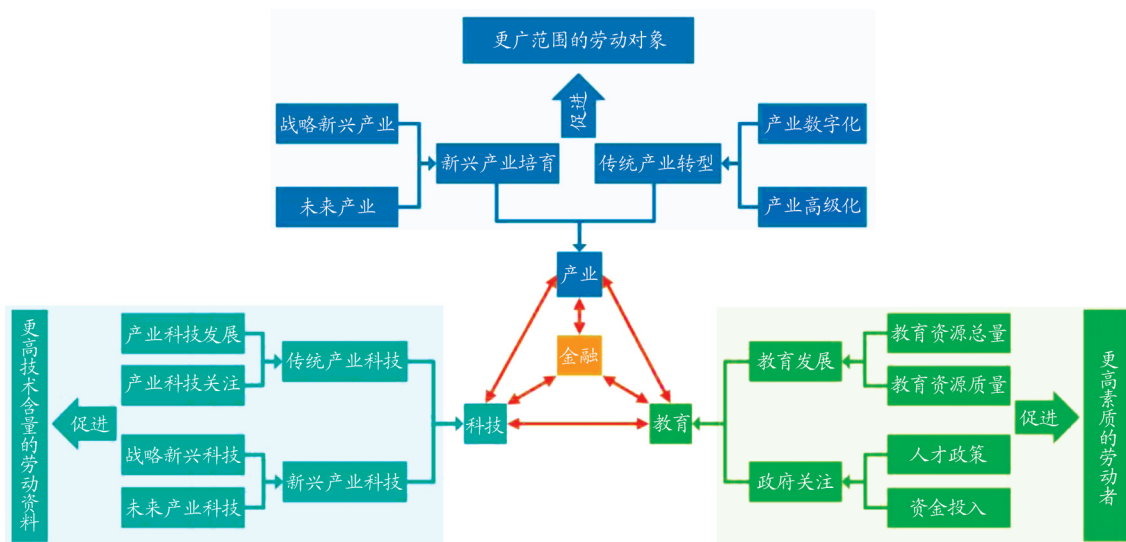 更广范围的劳动对象
促进
战略新兴产业
产业数字化
新兴产业培育
传统产业转型
未来产业
产业高级化
产业
金融
科技
教育
更高技术含量的劳动资料
促进
产业科技发展
产业科技关注
传统产业科技
战略新兴科技
未来产业科技
新兴产业科技
教育发展
教育资源总量
教育资源质量
政府关注
人才政策
资金投入
促进
更高素质的劳动者